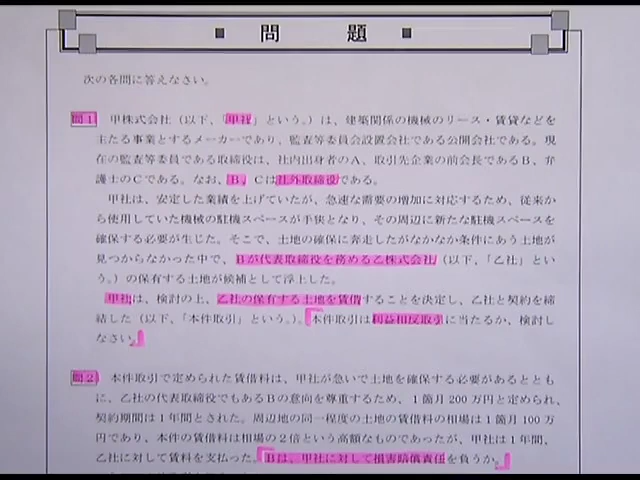 ■ 問 題 ■
次の各問に答えなさい。
問1 甲株式会社（以下、「甲社」という。）は、建築関係の機械のリース・賃貸などを
主たる事業とするメーカーであり、監査等委員会設置会社である公開会社である。現
在の監査等委員である取締役は、社内出身者のA、取引先企業の前会長であるB、弁
護士のCである。なお、B、Cは社外取締役である。
甲社は、安定した業績を上げていたが、急速な需要の増加に対応するため、従来か
ら使用していた機械の駐機スペースが手狭となり、その周辺に新たな駐機スペースを
確保する必要が生じた。そこで、土地の確保に奔走したがなかなか条件にあう土地が
見つからなかった中で、Bが代表取締役を務める乙株式会社（以下、「乙社」とい
う。）の保有する土地が候補として浮上した。
甲社は、検討の上、乙社の保有する土地を賃借することを決定し、乙社と契約を締
結した（以下、「本件取引」という。）。本件取引は利益相反取引に当たるか、検討し
なさい。
問2 本件取引で定められた賃借料は、甲社が急いで土地を確保する必要があるととも
に、乙社の代表取締役でもあるBの意向を尊重するため、1箇月200万円と定められ、
契約期間は1年間とされた。周辺地の同一程度の土地の賃借料の相場は1箇月100万
円であり、本件の賃借料は相場の2倍という高額なものであったが、甲社は1年間、
乙社に対して賃料を支払った。Bは、甲社に対して損害賠償責任を負うか。